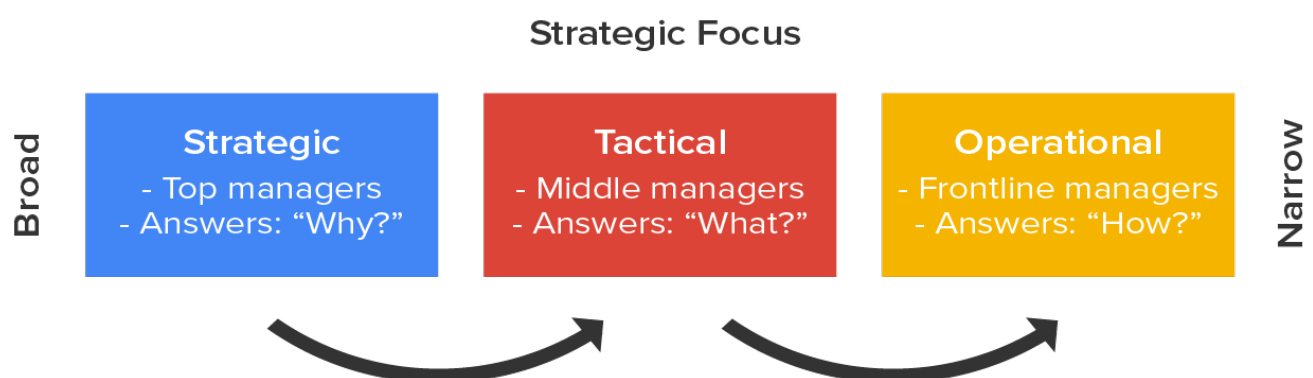 Strategic Focus
Broad
Strategic
- Top managers
- Answers: “Why?”
Tactical
- Middle managers
- Answers: “What?”
Operational
- Frontline managers
- Answers: “How?”
Narrow